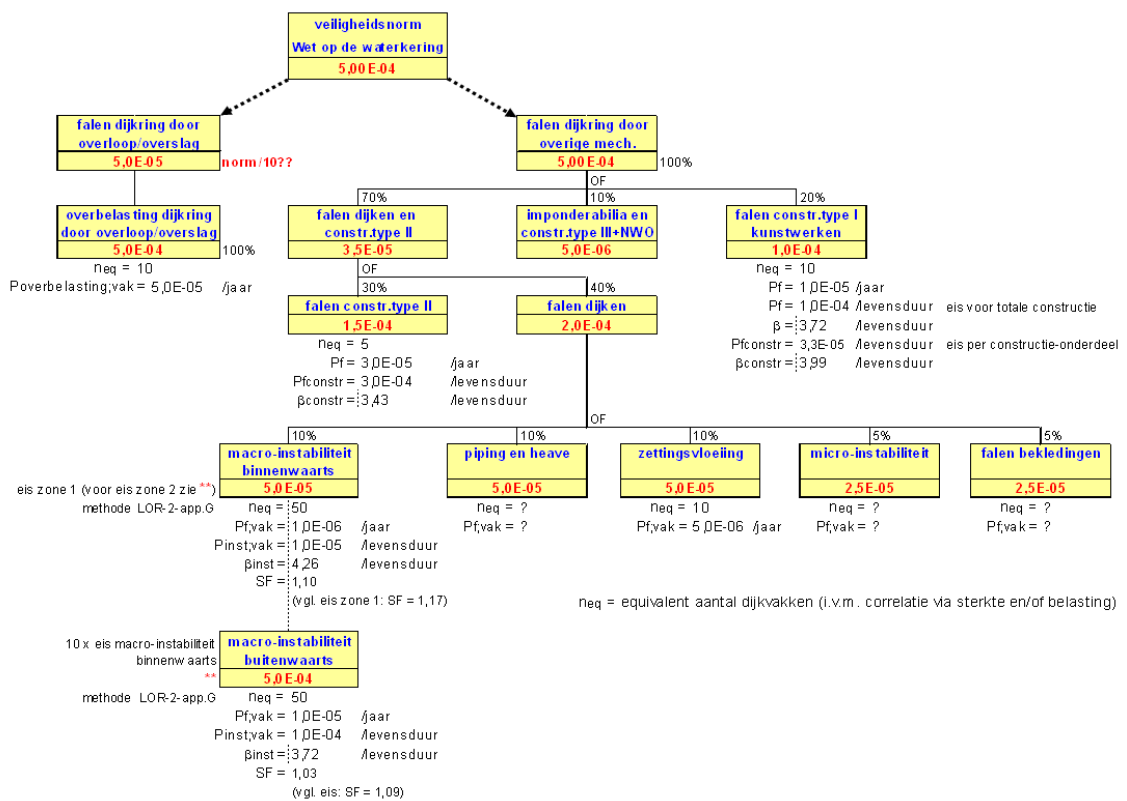 veiligheidsnorm
Wet op de waterkering
5,00 E-04
falen dijkring door
overloop/overslag
5,0E-05 norm/10??
falen dijkring door
overige mech.
5,00 E-04 100%
OF
70% 10% 20%
overbelasting dijkring
door overloop/overslag
5,0E-04 100%
neq = 10
Poverbelasting;vak = 5,0E-05 /jaar
falen dijken en
constr.type II
3,5E-05
imponderabilia en
constr.type III+NWO
5,0E-06
falen constr.type I
kunstwerken
1,0E-04
neq = 10
Pf = 1,0E-05 /jaar
Pf = 1,0E-04 /levensduur eis voor totale constructie
β = 3,72 /levensduur
Pfconstr = 3,3E-05 /levensduur eis per constructie-onderdeel
βconstr = 3,99 /levensduur
OF
30% 40%
falen constr.type II
1,5E-04
neq = 5
Pf = 3,0E-05 /jaar
Pfconstr = 3,0E-04 /levensduur
βconstr = 3,43 /levensduur
falen dijken
2,0E-04
OF
10% 10% 10% 5% 5%
macro-instabiliteit
binnenwaarts
5,0E-05
eis zone 1 (voor eis zone 2 zie **)
methode LOR-2-app.G
neq = 50
Pf;vak = 1,0E-06 /jaar
Pinst;vak = 1,0E-05 /levensduur
βinst = 4,26 /levensduur
SF = 1,10
(vgl. eis zone 1: SF = 1,17)
piping en heave
5,0E-05
neq = ?
Pf;vak = ?
zettingsvloeiing
5,0E-05
neq = 10
Pf;vak = 5,0E-06 /jaar
micro-instabiliteit
2,5E-05
neq = ?
Pf;vak = ?
falen bekledingen
2,5E-05
neq = ?
Pf;vak = ?
neq = equivalent aantal dijkvakken (i.v.m. correlatie via sterkte en/of belasting)
10 x eis macro-instabiliteit
binnenwaarts
**
macro-instabiliteit
buitenwaarts
5,0E-04
methode LOR-2-app.G
neq = 50
Pf;vak = 1,0E-05 /jaar
Pinst;vak = 1,0E-04 /levensduur
βinst = 3,72 /levensduur
SF = 1,03
(vgl. eis: SF = 1,09)